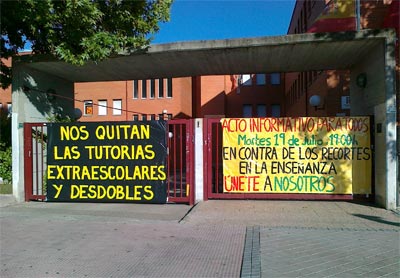 NOS QUITAN
LAS TUTORIAS
EXTRAESCOLARES
Y DESDOBLES
ACTO INFORMATIVO PARA TODOS
Martes 19 de Julio 19:00h
EN CONTRA DE LOS RECORTES
EN LA ENSEÑANZA
ÚNETE A NOSOTROS